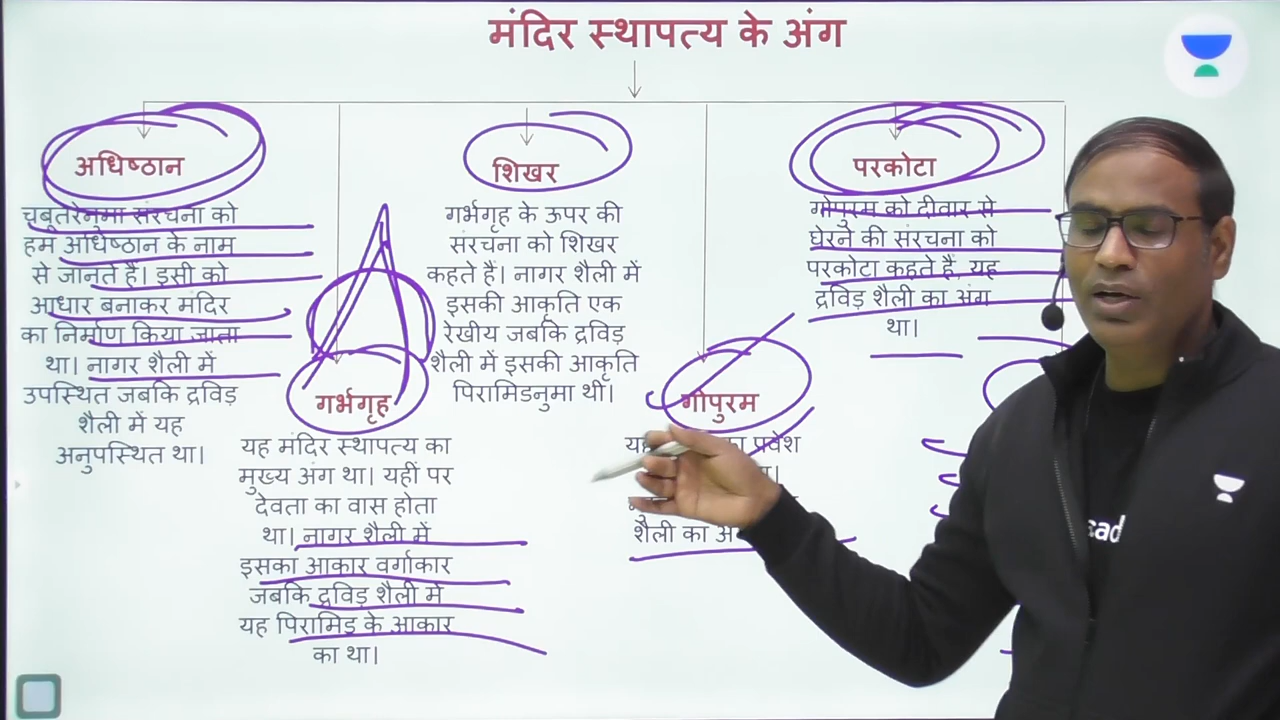 मंदिर स्थापत्य के अंग
अधिष्ठान
चबूतरेनुमा संरचना को
हम अधिष्ठान के नाम
से जानते हैं। इसी को
आधार बनाकर मंदिर
का निर्माण किया जाता
था। नागर शैली में
उपस्थित जबकि द्रविड़
शैली में यह
अनुपस्थित था।
गर्भगृह
यह मंदिर स्थापत्य का
मुख्य अंग था। यहीं पर
देवता का वास होता
था। नागर शैली में
इसका आकार वर्गाकार
जबकि द्रविड़ शैली में
यह पिरामिड के आकार
का था।
शिखर
गर्भगृह के ऊपर की
संरचना को शिखर
कहते हैं। नागर शैली में
इसकी आकृति एक
रेखीय जबकि द्रविड़
शैली में इसकी आकृति
पिरामिडनुमा थी।
गोपुरम
प्रवेश
शैली का
परकोटा
गोपुरम को दीवार से
घेरने की संरचना को
परकोटा कहते हैं, यह
द्रविड़ शैली का अंग
था।
cad